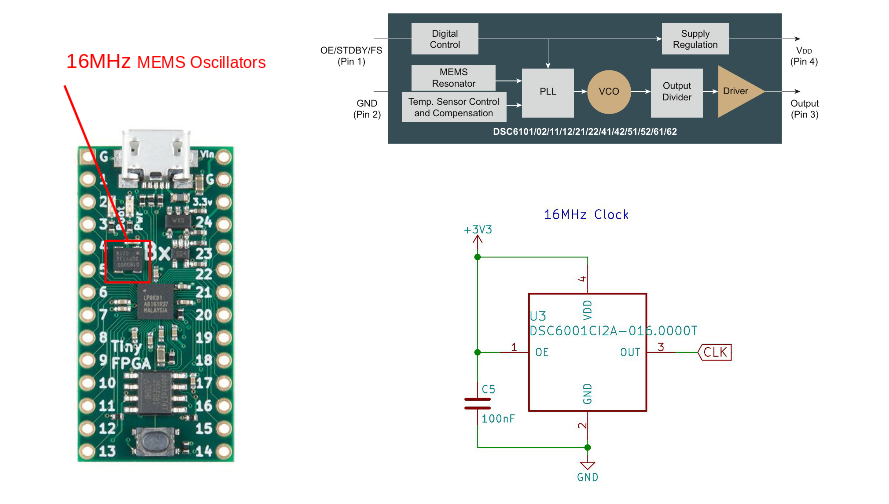 16MHz MEMS Oscillators
OE/STDBY/FS
(Pin 1)
GND
(Pin 2)
Digital
Control
MEMS
Resonator
Temp. Sensor Control
and Compensation
PLL
VCO
Output
Divider
Driver
Supply
Regulation
VDD
(Pin 4)
Output
(Pin 3)
DSC6101/02/11/12/21/22/41/42/51/52/61/62
G
1
2
3
4
5
6
7
8
9
10
11
12
13
Vin
G
3.3v
24
23
22
21
20
19
18
17
16
15
14
Pwr
Bx
Tiny
FPGA
16MHz Clock
+3V3
4
VDD
U3
DSC6001CI2A-016.0000T
1
OE
OUT
3
CLK
GND
2
C5
100nF
GND